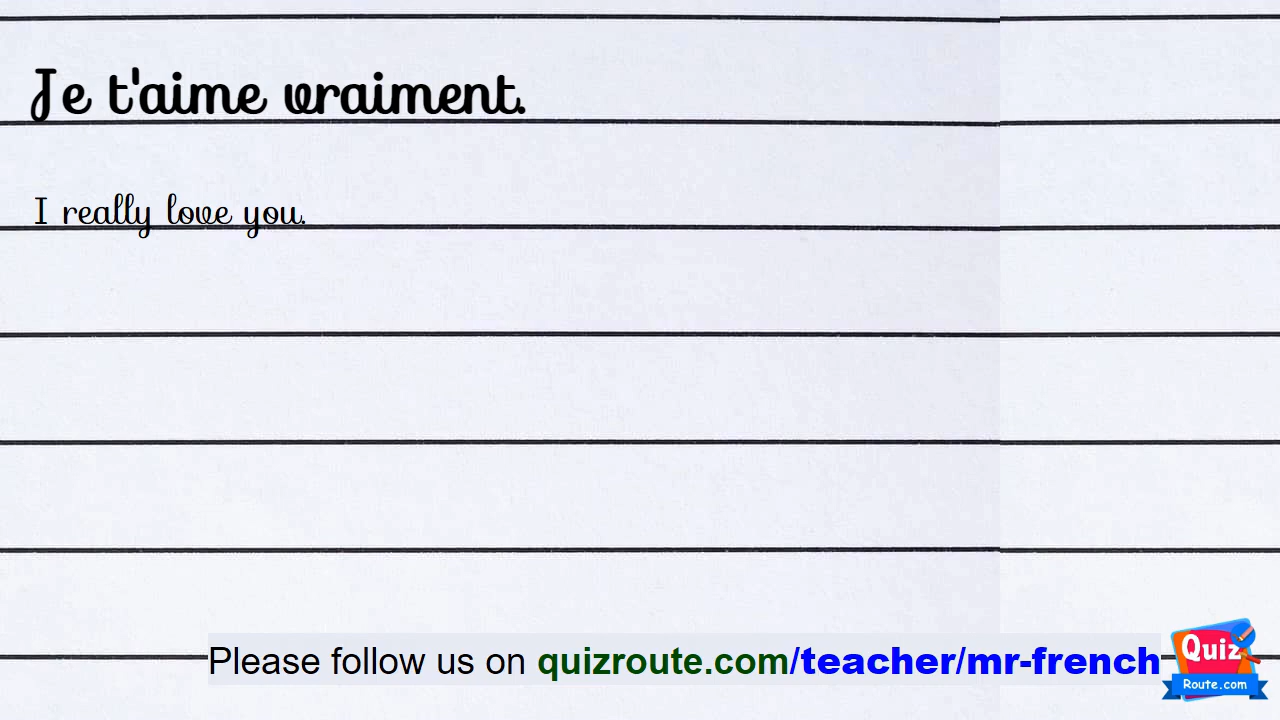 Je t'aime vraiment.
I really love you.
Please follow us on quizroute.com/teacher/mr-french
Quiz
Route.com